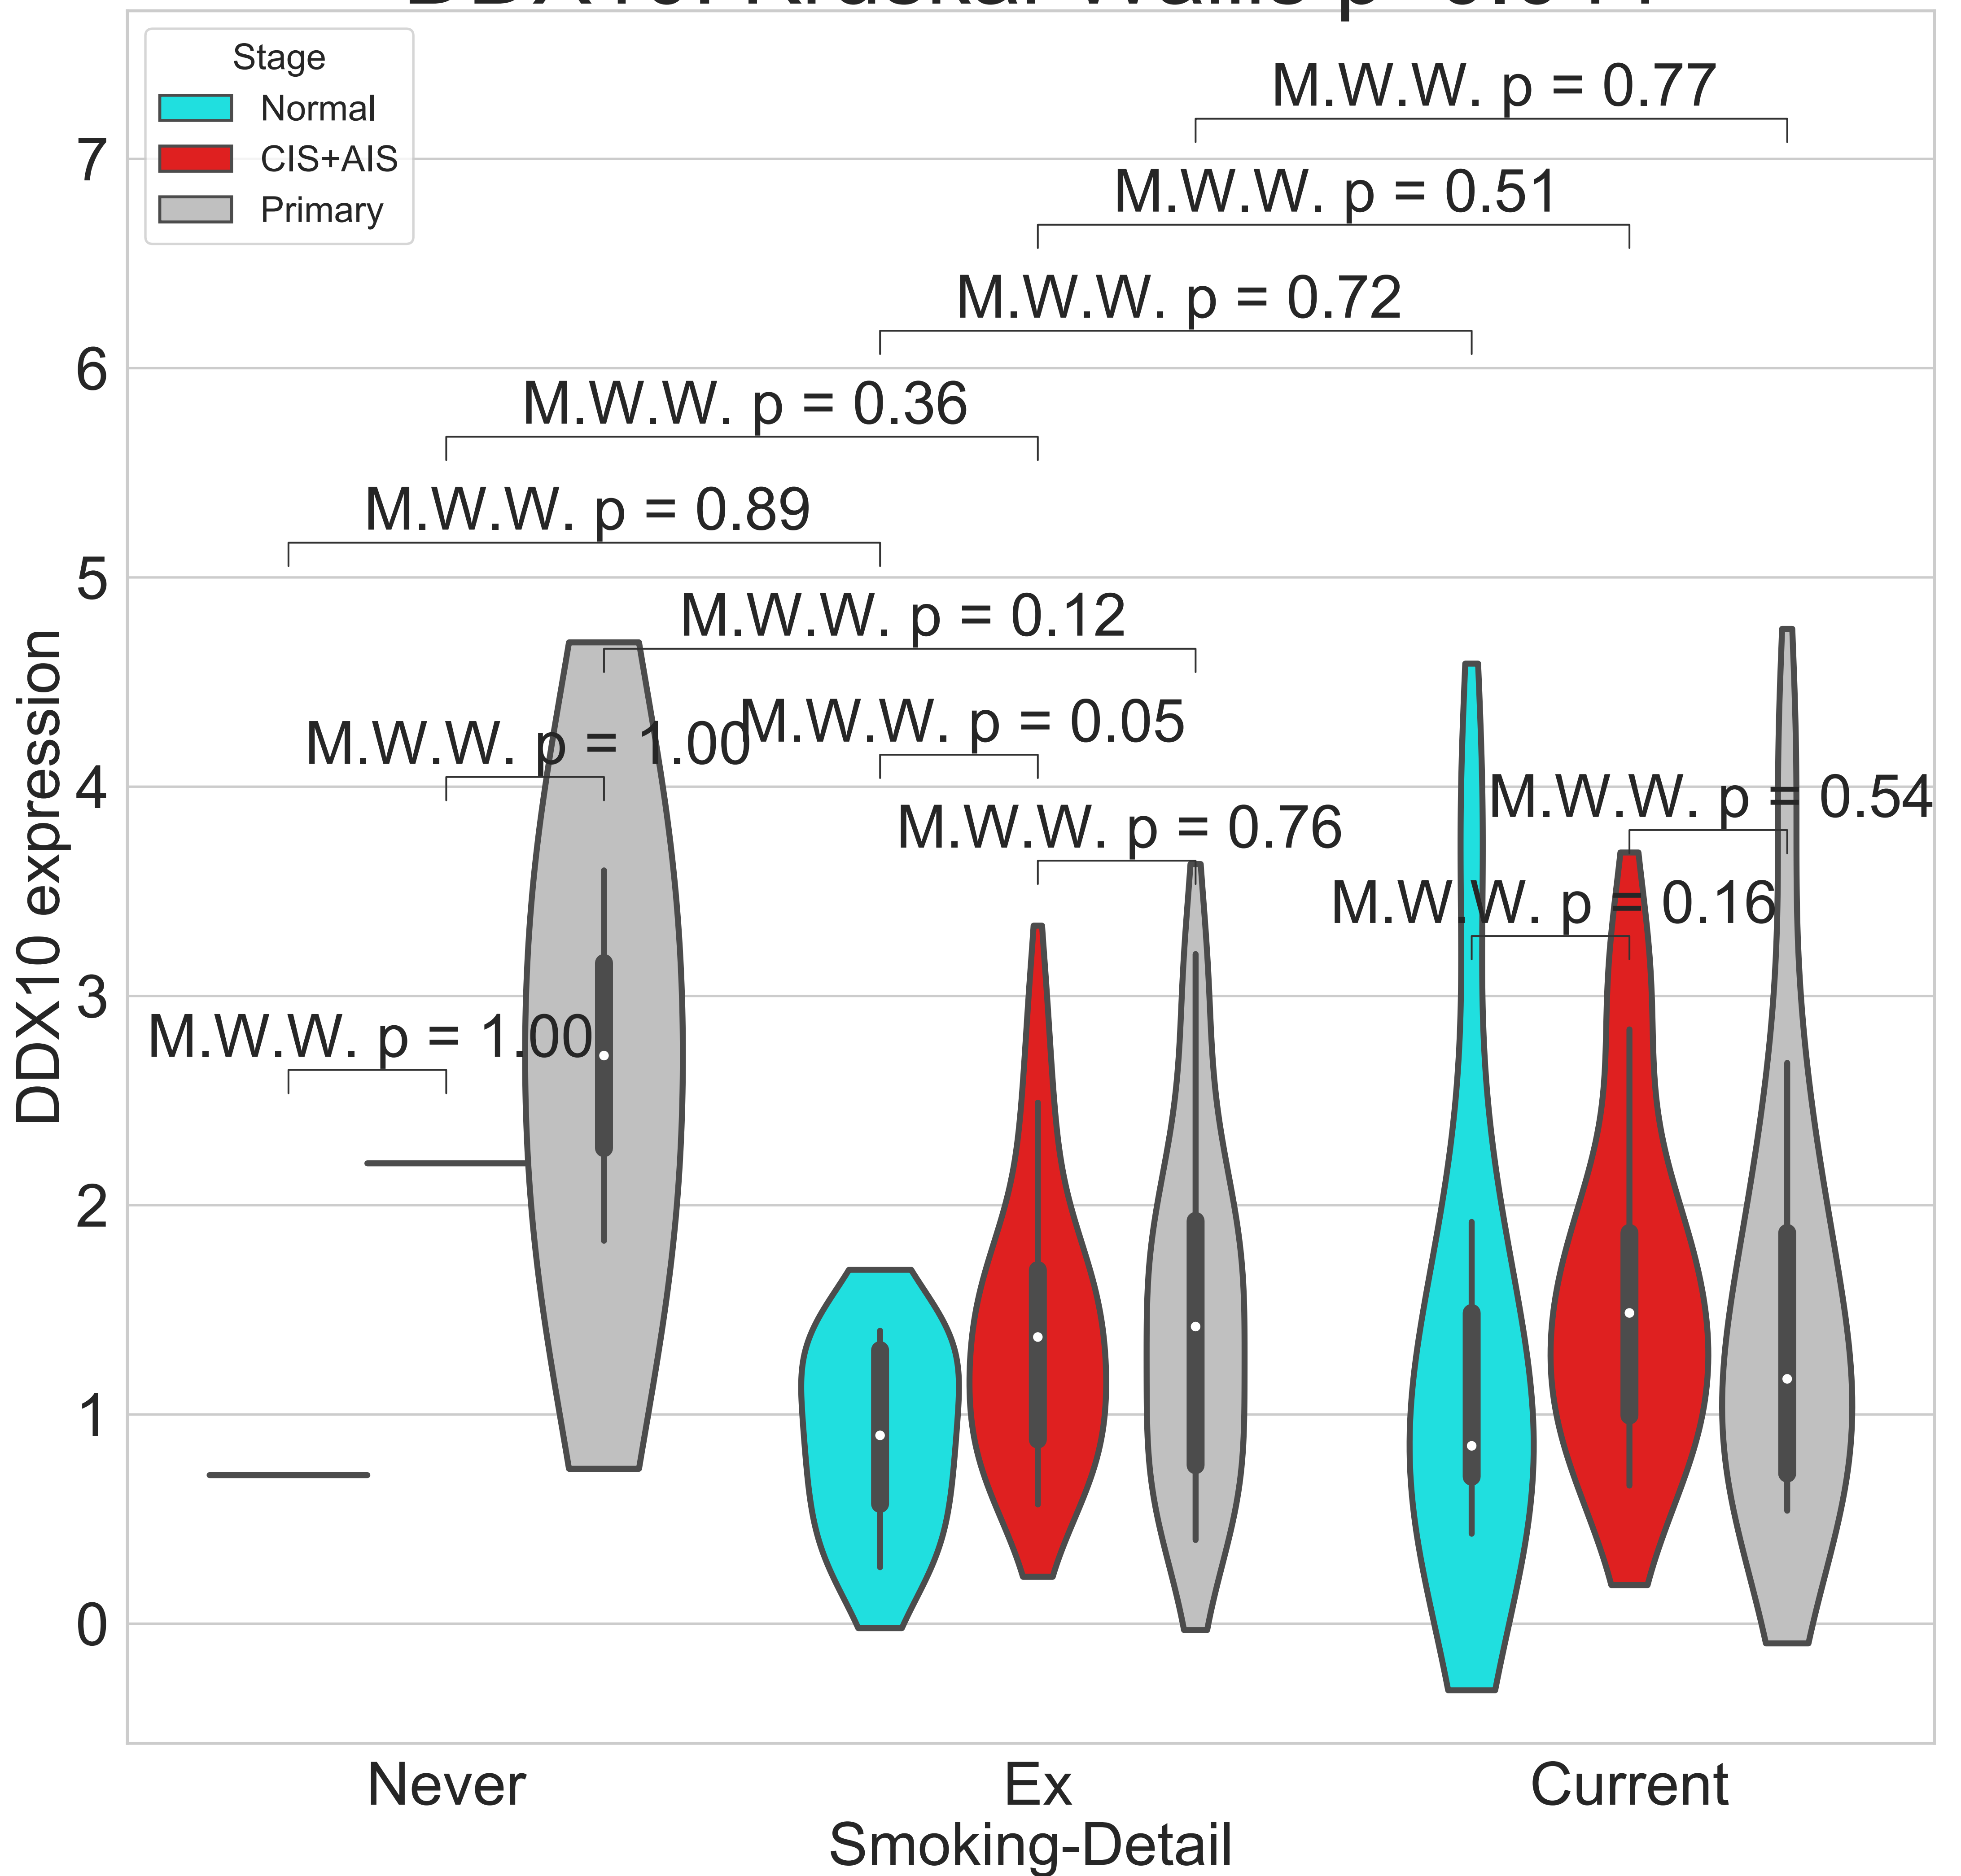 Stage
Normal
CIS+AIS
Primary
M.W.W. p = 0.77
M.W.W. p = 0.51
M.W.W. p = 0.72
M.W.W. p = 0.36
M.W.W. p = 0.89
M.W.W. p = 0.12
M.W.W. p = 0.05
M.W.W. p = 1.00
M.W.W. p = 0.54
M.W.W. p = 0.76
M.W.W. p = 0.16
M.W.W. p = 1.00
7
6
5
4
3
2
1
0
DDX10 expression
Never
Ex
Current
Smoking-Detail